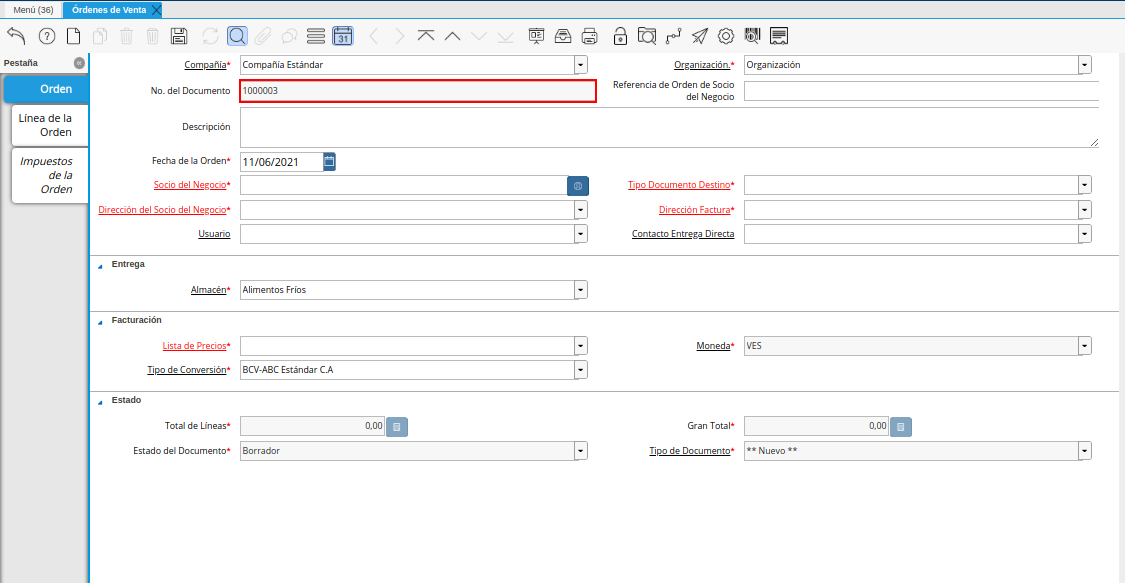 Menú (36) Órdenes de Venta
31
Pestaña
Orden
Línea de la
Orden
Impuestos
de la
Orden
Compañía* Compañía Estándar Organización.* Organización
No. del Documento 1000003 Referencia de Orden de Socio
del Negocio
Descripción
Fecha de la Orden* 11/06/2021
Socio del Negocio* Tipo Documento Destino*
Dirección del Socio del Negocio* Dirección Factura*
Usuario Contacto Entrega Directa
Entrega
Almacén* Alimentos Fríos
Facturación
Lista de Precios* Moneda* VES
Tipo de Conversión* BCV-ABC Estándar C.A
Estado
Total de Líneas* 0,00 Gran Total* 0,00
Estado del Documento* Borrador Tipo de Documento* ** Nuevo **